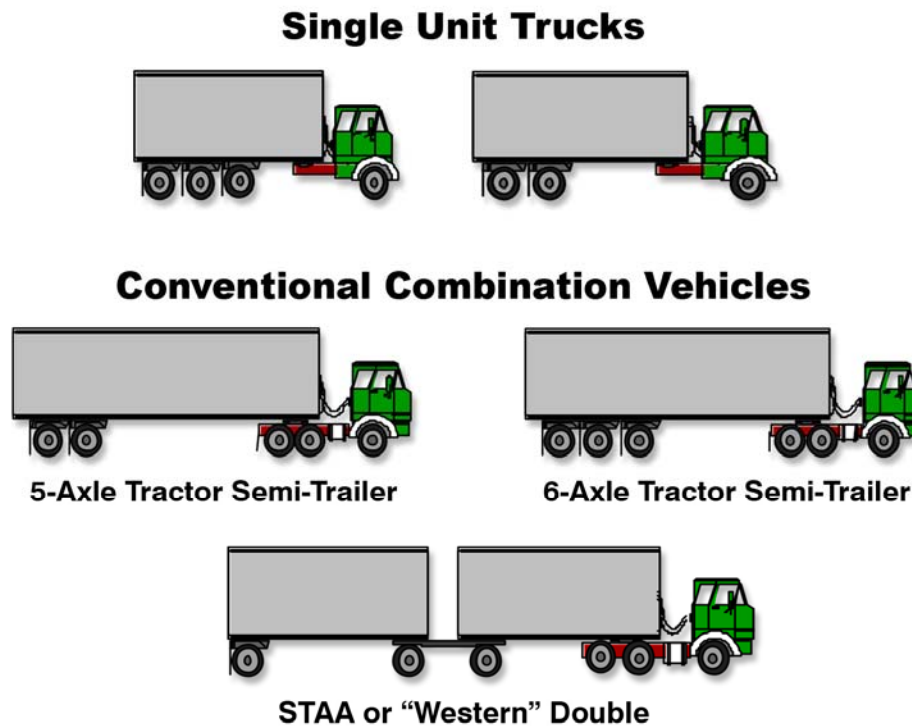 Single Unit Trucks
Conventional Combination Vehicles
5-Axle Tractor Semi-Trailer
6-Axle Tractor Semi-Trailer
STAA or “Western” Double